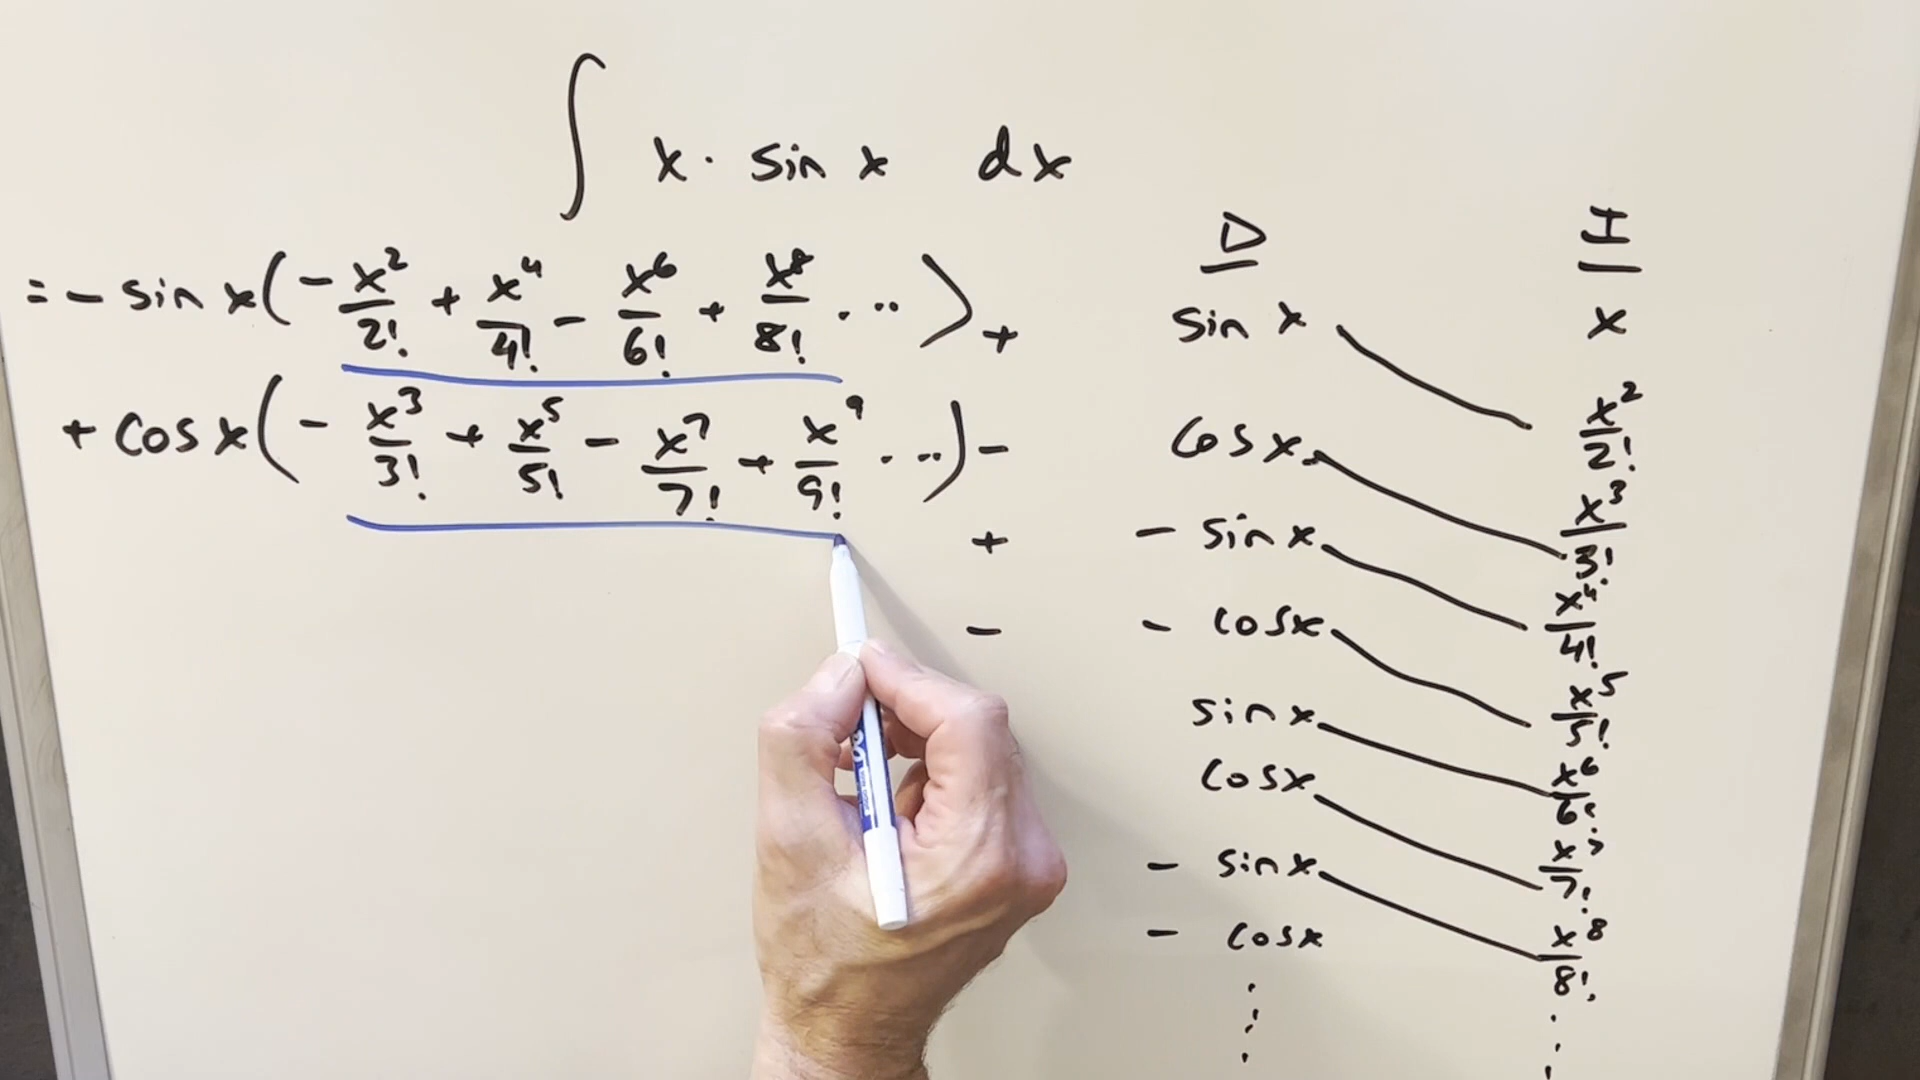 ∫ x · sin x dx
= - sin x ( - x²/2! + x⁴/4! - x⁶/6! + x⁸/8! . .. )
+ cos x ( - x³/3! + x⁵/5! - x⁷/7! + x⁹/9! . .. )
D I
+ sin x x
- cos x x²/2!
+ - sin x x³/3!
- - cos x x⁴/4!
sin x x⁵/5!
cos x x⁶/6!
- sin x x⁷/7!
- cos x x⁸/8!